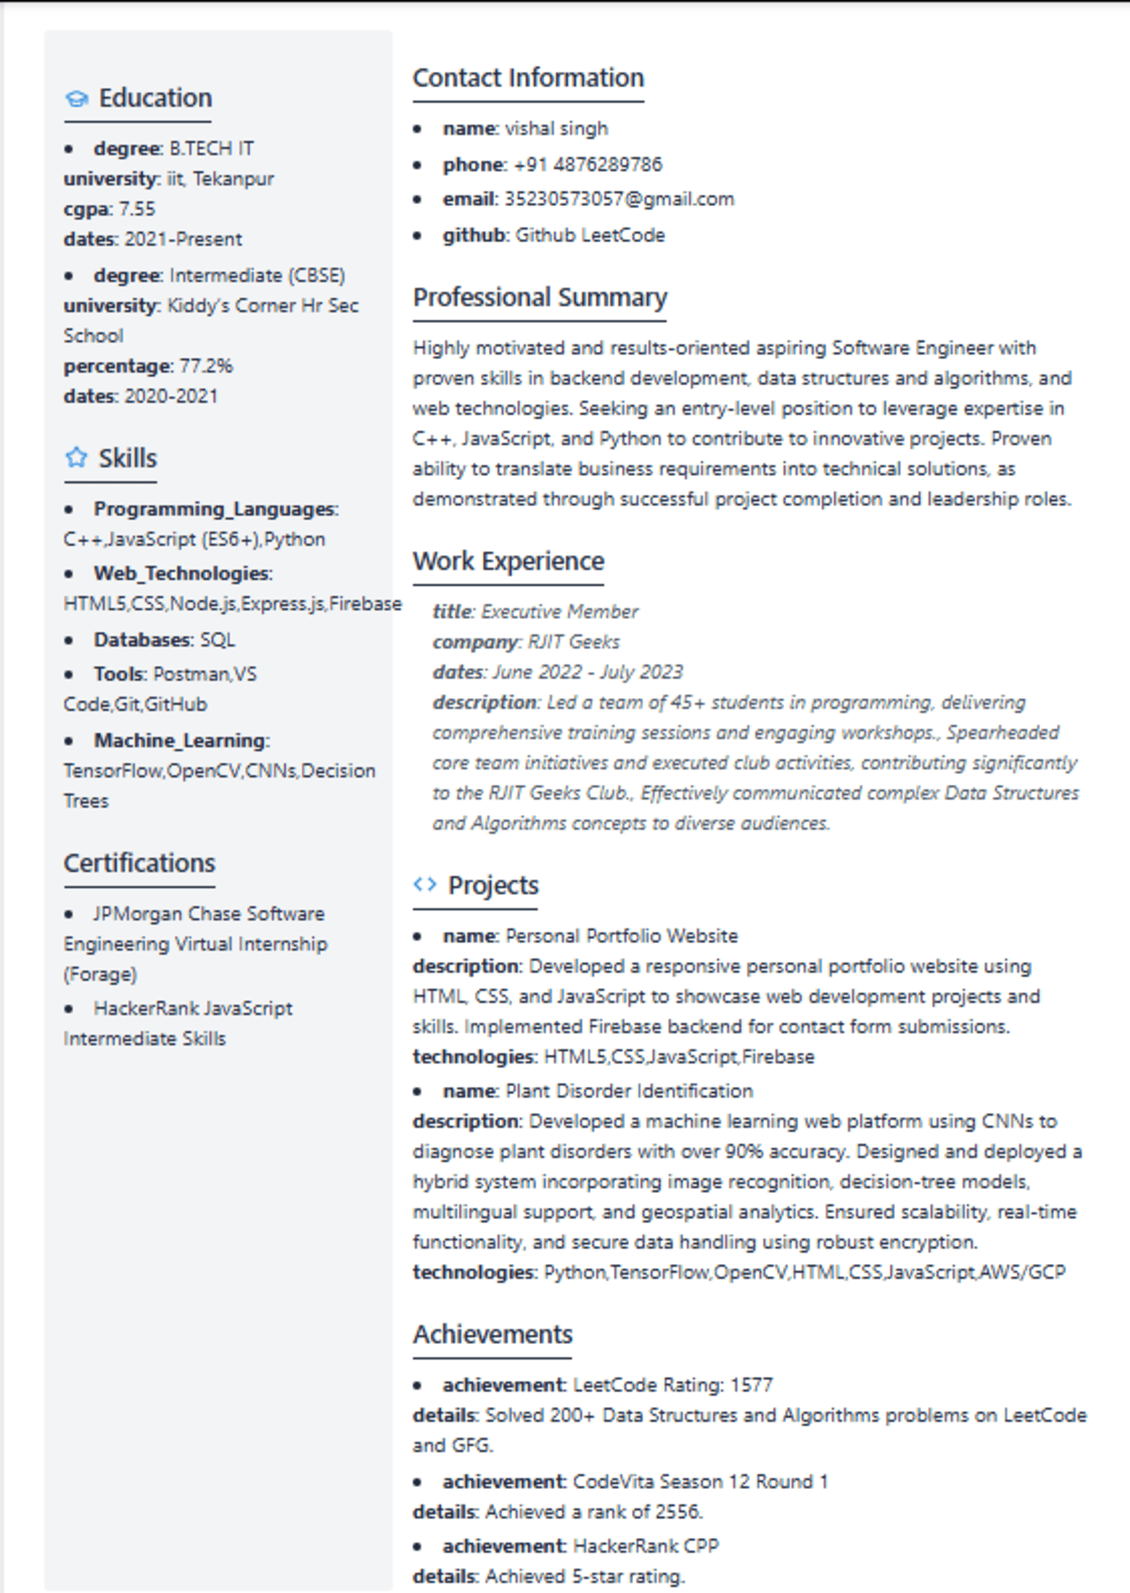 Education
degree: B.TECH IT
university: iit, Tekanpur
cgpa: 7.55
dates: 2021-Present
degree: Intermediate (CBSE)
university: Kiddy's Corner Hr Sec
School
percentage: 77.2%
dates: 2020-2021
Skills
Programming_Languages:
C++,JavaScript (ES6+),Python
Web_Technologies:
HTML5,CSS,Node.js,Express.js,Firebase
Databases: SQL
Tools: Postman,VS
Code,Git,GitHub
Machine_Learning:
TensorFlow,OpenCV,CNNs,Decision
Trees
Certifications
JPMorgan Chase Software
Engineering Virtual Internship
(Forage)
HackerRank JavaScript
Intermediate Skills
Contact Information
name: vishal singh
phone: +91 4876289786
email: 35230573057@gmail.com
github: Github LeetCode
Professional Summary
Highly motivated and results-oriented aspiring Software Engineer with
proven skills in backend development, data structures and algorithms, and
web technologies. Seeking an entry-level position to leverage expertise in
C++, JavaScript, and Python to contribute to innovative projects. Proven
ability to translate business requirements into technical solutions, as
demonstrated through successful project completion and leadership roles.
Work Experience
title: Executive Member
company: RJIT Geeks
dates: June 2022 - July 2023
description: Led a team of 45+ students in programming, delivering
comprehensive training sessions and engaging workshops., Spearheaded
core team initiatives and executed club activities, contributing significantly
to the RJIT Geeks Club., Effectively communicated complex Data Structures
and Algorithms concepts to diverse audiences.
Projects
name: Personal Portfolio Website
description: Developed a responsive personal portfolio website using
HTML, CSS, and JavaScript to showcase web development projects and
skills. Implemented Firebase backend for contact form submissions.
technologies: HTML5,CSS,JavaScript,Firebase
name: Plant Disorder Identification
description: Developed a machine learning web platform using CNNs to
diagnose plant disorders with over 90% accuracy. Designed and deployed a
hybrid system incorporating image recognition, decision-tree models,
multilingual support, and geospatial analytics. Ensured scalability, real-time
functionality, and secure data handling using robust encryption.
technologies: Python,TensorFlow,OpenCV,HTML,CSS,JavaScript,AWS/GCP
Achievements
achievement: LeetCode Rating: 1577
details: Solved 200+ Data Structures and Algorithms problems on LeetCode
and GFG.
achievement: CodeVita Season 12 Round 1
details: Achieved a rank of 2556.
achievement: HackerRank CPP
details: Achieved 5-star rating.